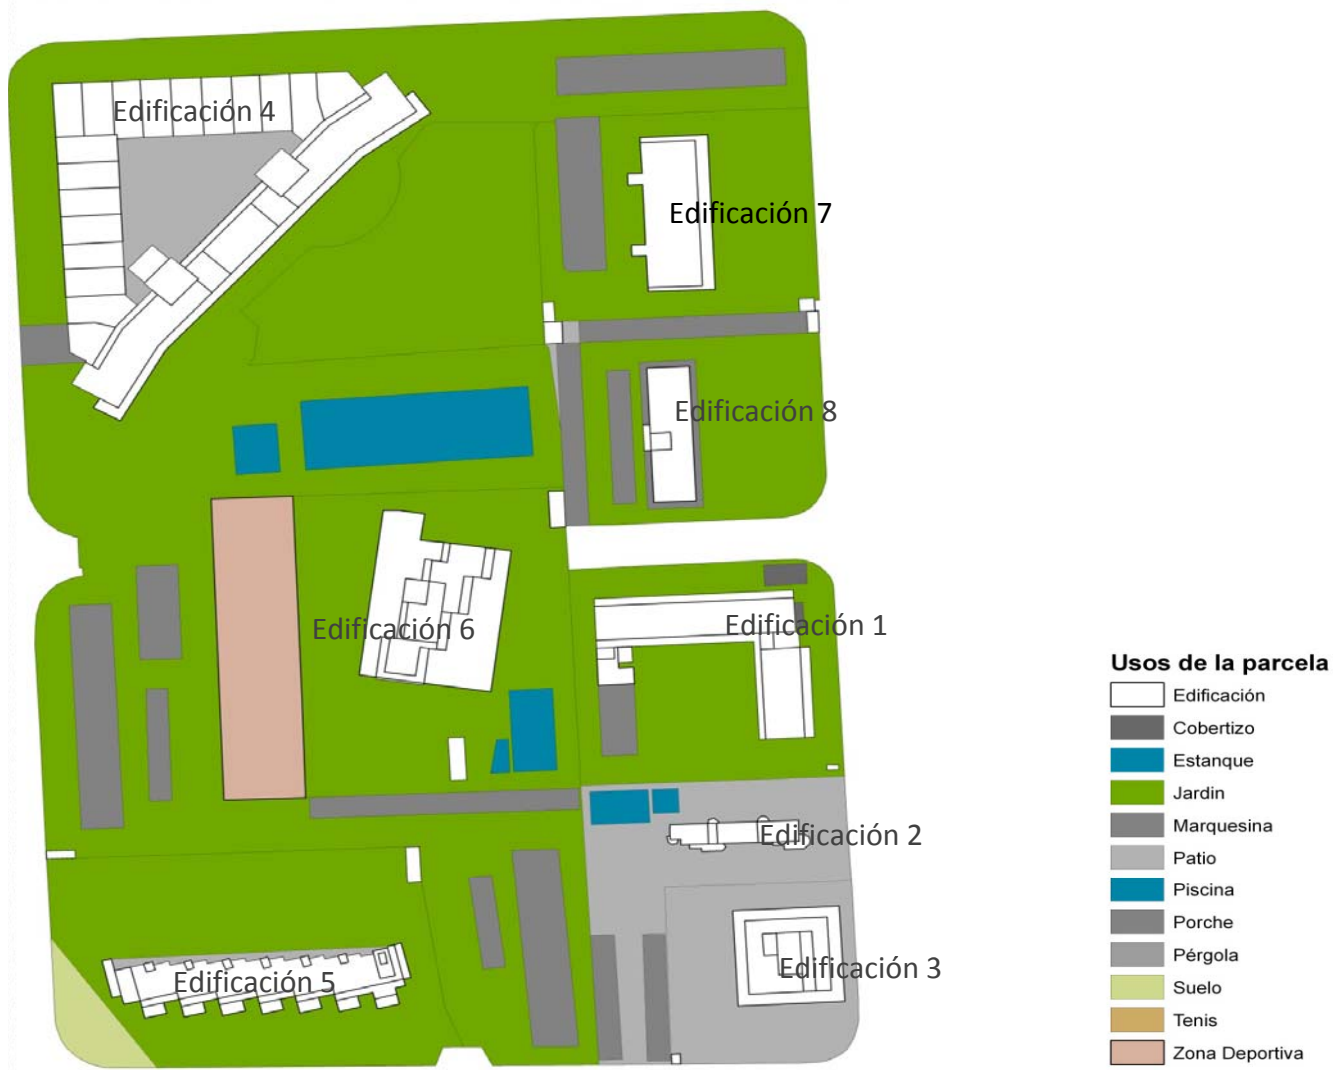 Edificación 4
Edificación 7
Edificación 8
Edificación 6
Edificación 1
Edificación 2
Edificación 3
Edificación 5
Usos de la parcela
Edificación
Cobertizo
Estanque
Jardin
Marquesina
Patio
Piscina
Porche
Pérgola
Suelo
Tenis
Zona Deportiva